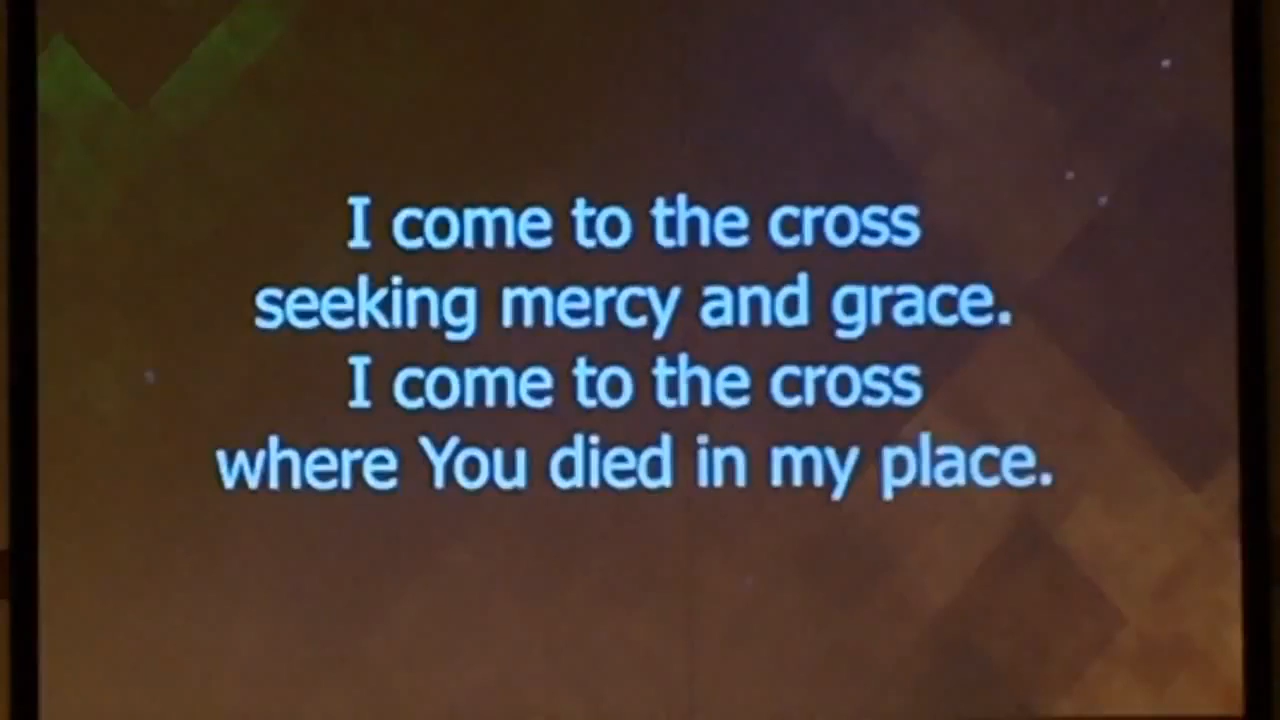 I come to the cross
seeking mercy and grace.
I come to the cross
where You died in my place.